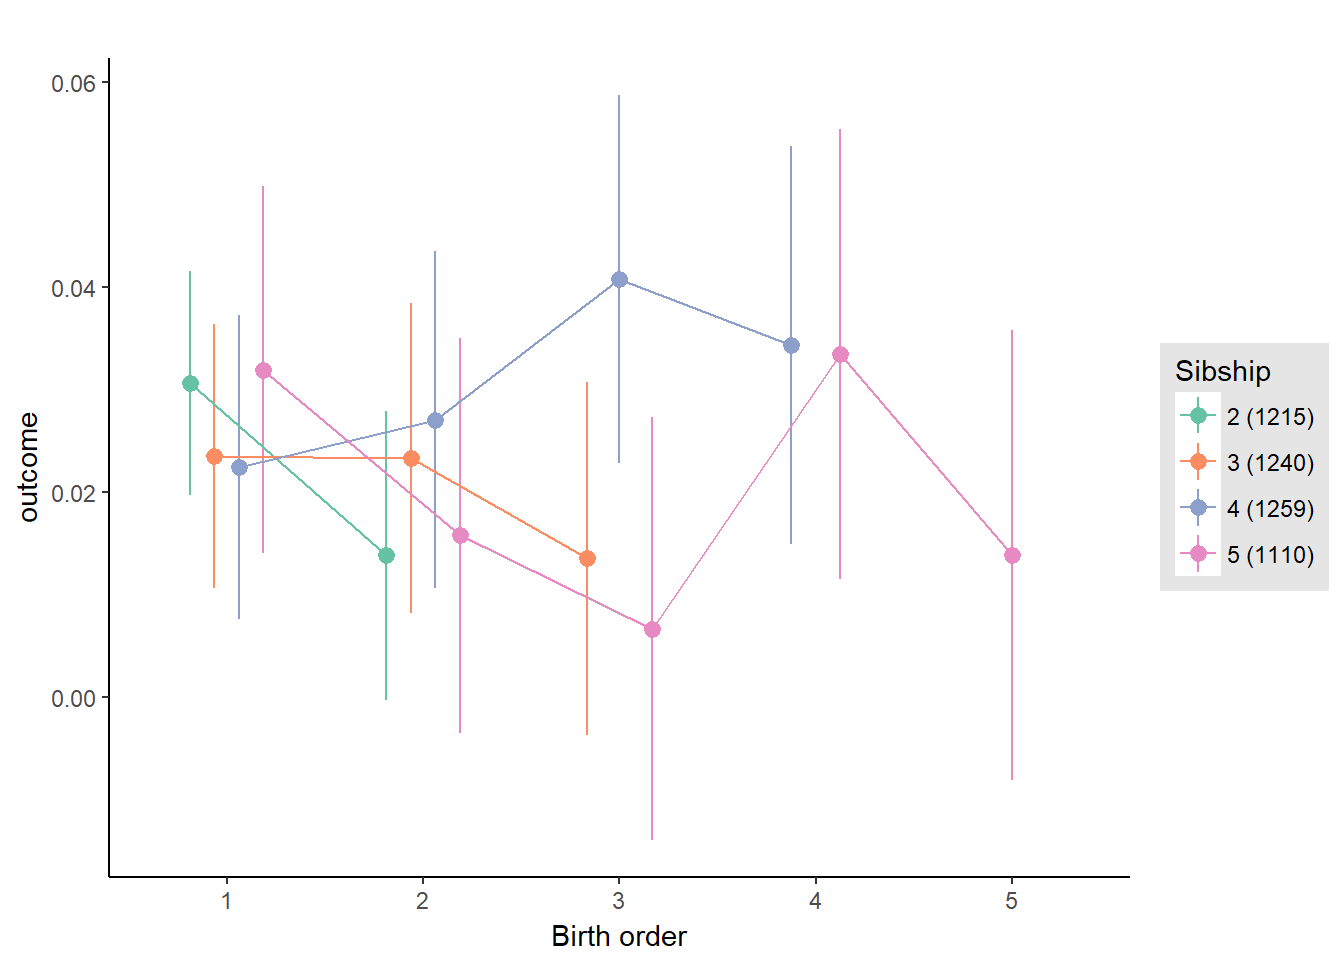 0.06
0.04
0.02
0.00
outcome
1 2 3 4 5
Birth order
Sibship
2 (1215)
3 (1240)
4 (1259)
5 (1110)